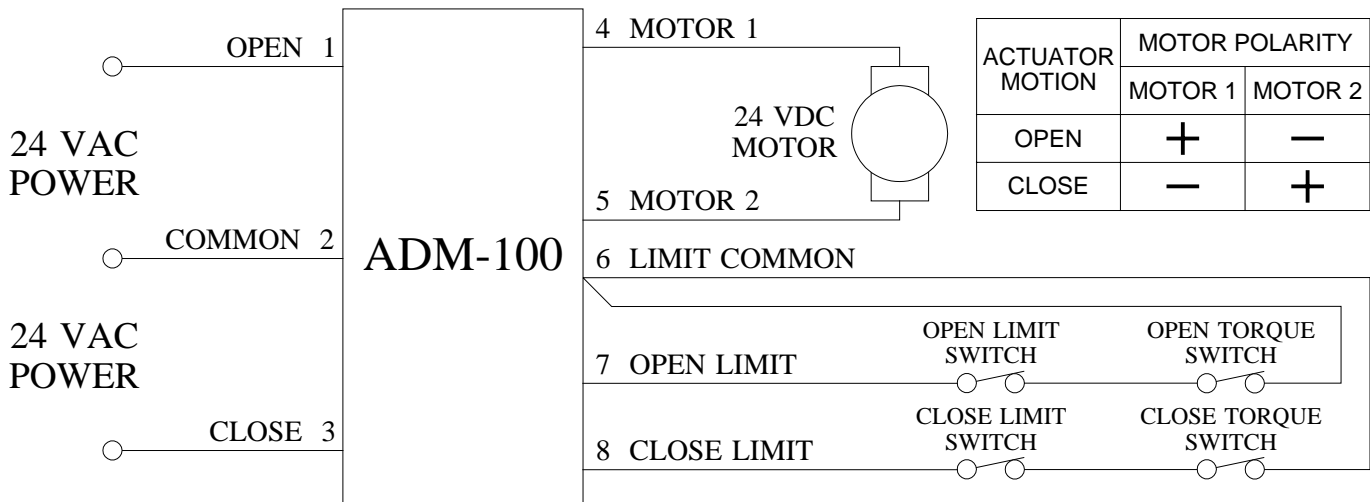 OPEN 1
24 VAC
POWER
COMMON 2
24 VAC
POWER
CLOSE 3
ADM-100
4 MOTOR 1
24 VDC
MOTOR
5 MOTOR 2
6 LIMIT COMMON
7 OPEN LIMIT
OPEN LIMIT
SWITCH
OPEN TORQUE
SWITCH
8 CLOSE LIMIT
CLOSE LIMIT
SWITCH
CLOSE TORQUE
SWITCH
ACTUATOR
MOTION
MOTOR POLARITY
MOTOR 1 MOTOR 2
OPEN + −
CLOSE − +